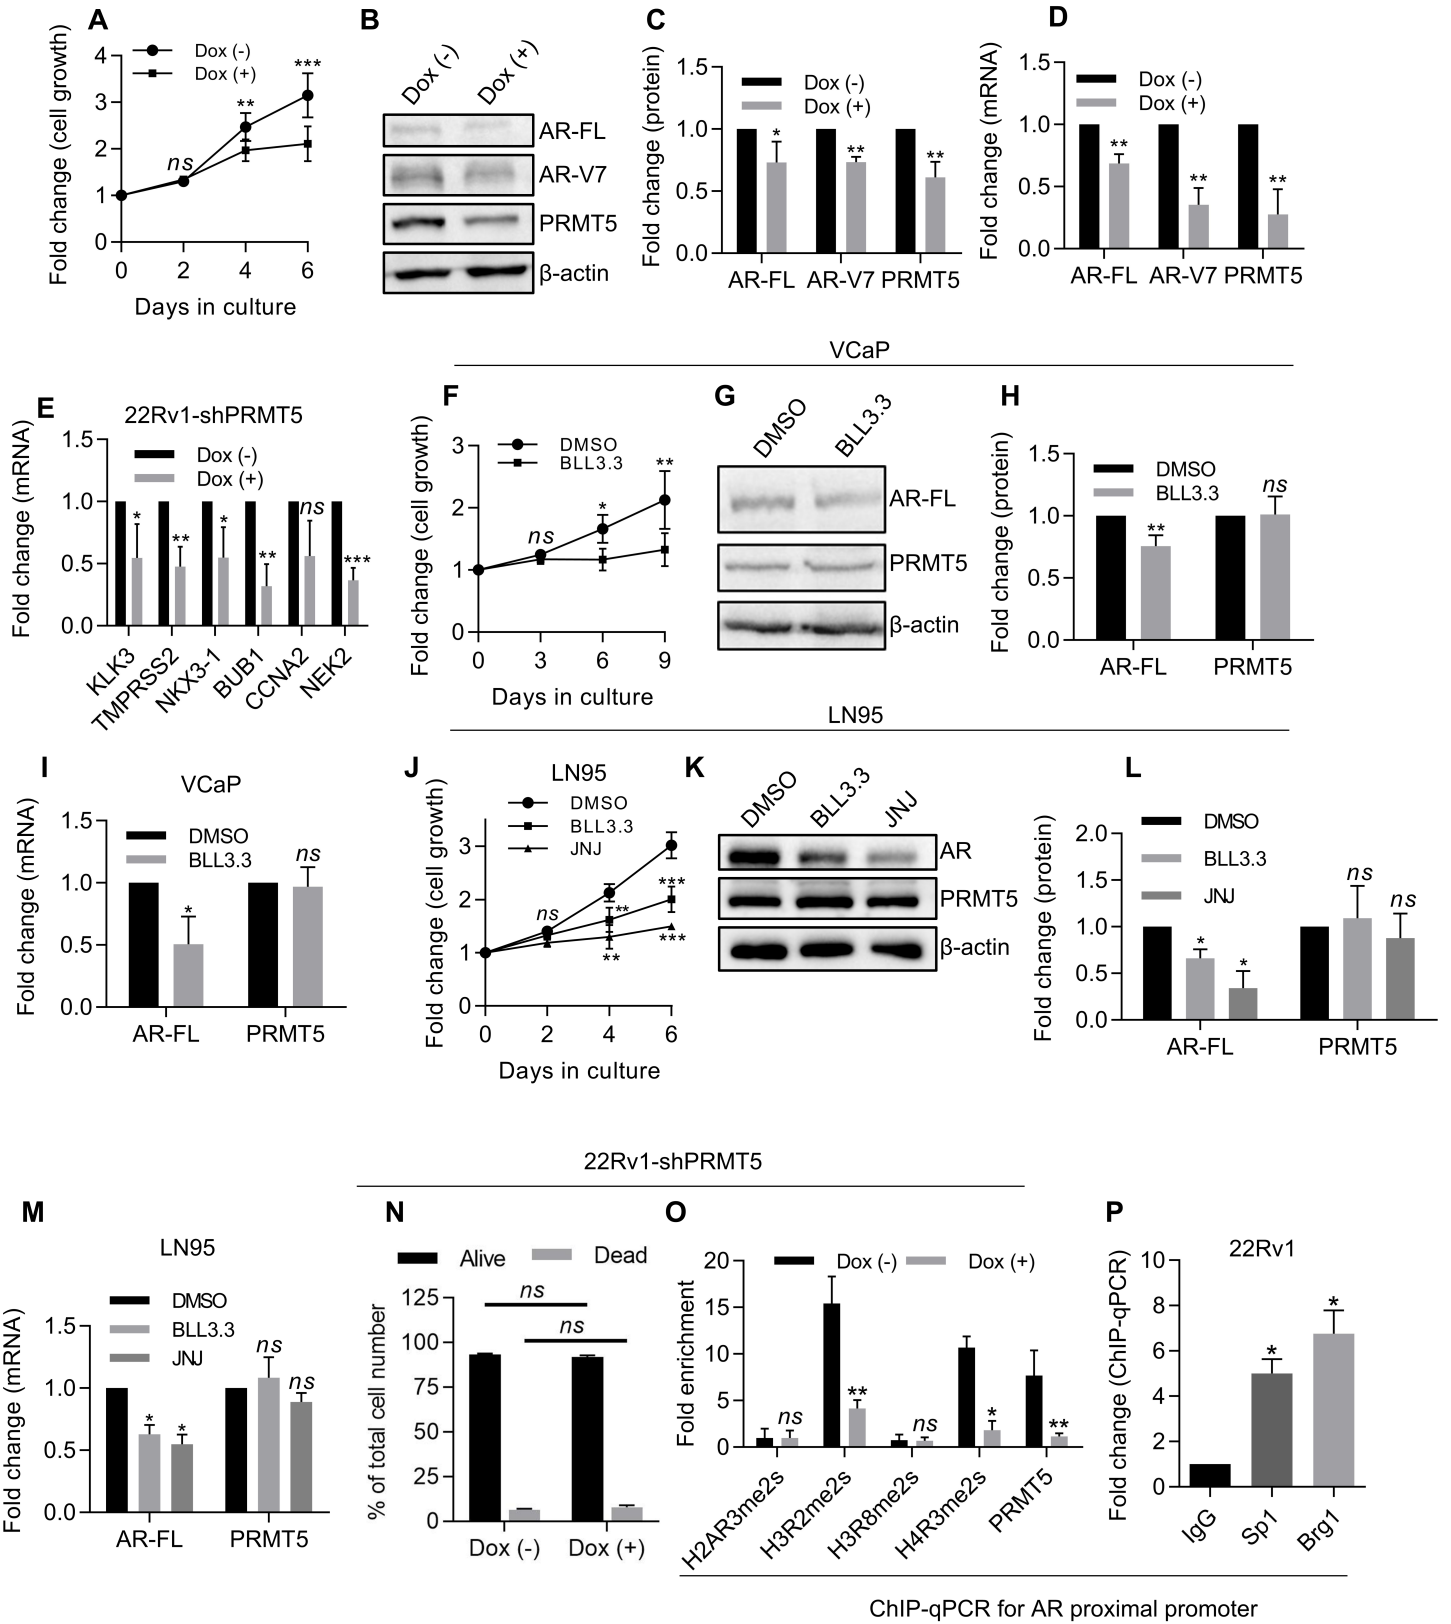 A
Fold change (cell growth)
4
3
2
1
0
Dox (-)
Dox (+)
ns
**
***
0 2 4 6
Days in culture
B
Dox (-) Dox (+)
AR-FL
AR-V7
PRMT5
β-actin
C
Fold change (protein)
1.5
1.0
0.5
0.0
Dox (-)
Dox (+)
* ** **
AR-FL AR-V7 PRMT5
D
Fold change (mRNA)
1.5
1.0
0.5
0.0
Dox (-)
Dox (+)
** ** **
AR-FL AR-V7 PRMT5
E
22Rv1-shPRMT5
Fold change (mRNA)
1.5
1.0
0.5
0.0
Dox (-)
Dox (+)
* ** * ** ns ***
KLK3 TMPRSS2 NKX3-1 BUB1 CCNA2 NEK2
VCaP
F
Fold change (cell growth)
3
2
1
0
DMSO
BLL3.3
ns * **
0 3 6 9
Days in culture
G
DMSO BLL3.3
AR-FL
PRMT5
β-actin
H
Fold change (protein)
1.5
1.0
0.5
0.0
DMSO
BLL3.3
** ns
AR-FL PRMT5
LN95
I
VCaP
Fold change (mRNA)
1.5
1.0
0.5
0.0
DMSO
BLL3.3
* ns
AR-FL PRMT5
J
LN95
Fold change (cell growth)
3
2
1
0
DMSO
BLL3.3
JNJ
ns
**
**
***
***
0 2 4 6
Days in culture
K
DMSO BLL3.3 JNJ
AR
PRMT5
β-actin
L
Fold change (protein)
2.0
1.5
1.0
0.5
0.0
DMSO
BLL3.3
JNJ
* * ns ns
AR-FL PRMT5
22Rv1-shPRMT5
M
LN95
Fold change (mRNA)
1.5
1.0
0.5
0.0
DMSO
BLL3.3
JNJ
* * ns ns
AR-FL PRMT5
N
Alive Dead
% of total cell number
125
100
75
50
25
0
ns
ns
Dox (-) Dox (+)
O
Fold enrichment
20
15
10
5
0
Dox (-) Dox (+)
ns ** ns * **
H2AR3me2s H3R2me2s H3R8me2s H4R3me2s PRMT5
P
22Rv1
Fold change (ChIP-qPCR)
10
8
6
4
2
0
* *
IgG Sp1 Brg1
ChIP-qPCR for AR proximal promoter